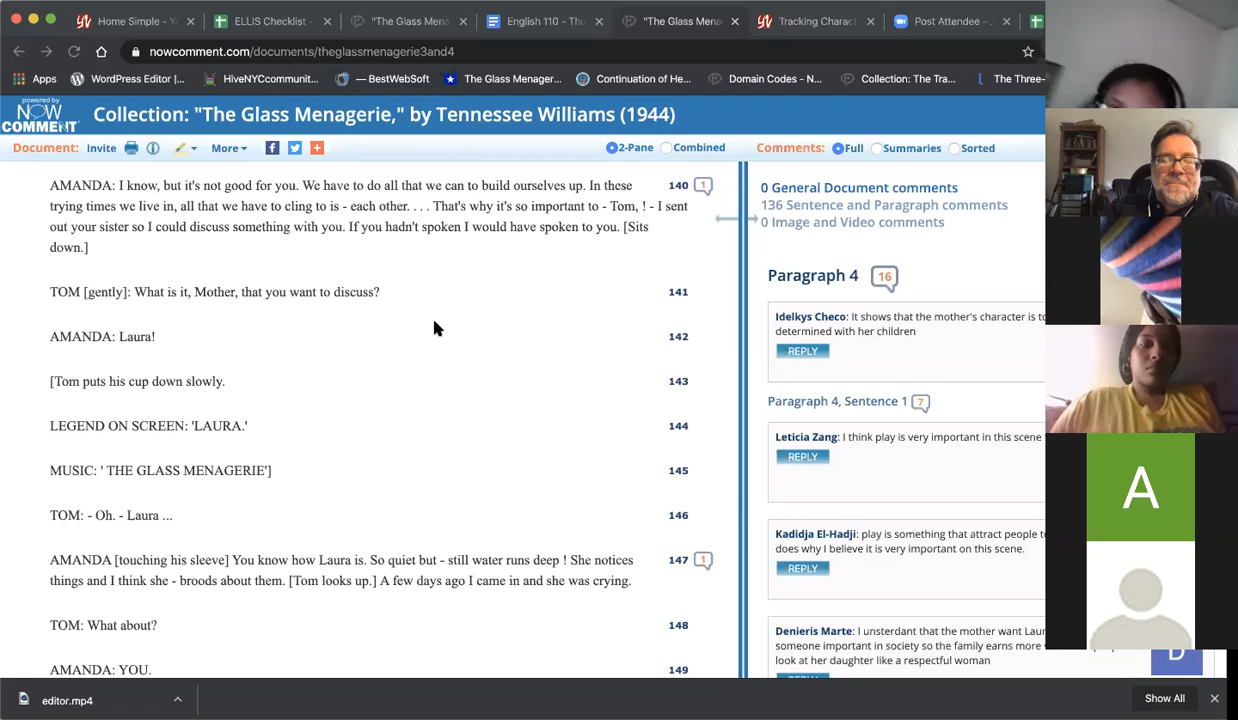 Home Simple - Y
ELLIS Checklist -
"The Glass Mena
English 110 - Thu
"The Glass Mena
Tracking Charac
Post Attendee -
nowcomment.com/documents/theglassmenagerie3and4
Apps
WordPress Editor |...
HiveNYCcommunit...
— BestWebSoft
The Glass Menager...
Continuation of He...
Domain Codes - N...
Collection: The Tra...
The Three-
powered by
NOW
COMMENT
Collection: "The Glass Menagerie," by Tennessee Williams (1944)
Document: Invite More
2-Pane Combined
Comments: Full Summaries Sorted
AMANDA: I know, but it's not good for you. We have to do all that we can to build ourselves up. In these 140 1
trying times we live in, all that we have to cling to is - each other. . . . That's why it's so important to - Tom, ! - I sent
out your sister so I could discuss something with you. If you hadn't spoken I would have spoken to you. [Sits
down.]
TOM [gently]: What is it, Mother, that you want to discuss? 141
AMANDA: Laura! 142
[Tom puts his cup down slowly. 143
LEGEND ON SCREEN: 'LAURA.' 144
MUSIC: ' THE GLASS MENAGERIE'] 145
TOM: - Oh. - Laura ... 146
AMANDA [touching his sleeve] You know how Laura is. So quiet but - still water runs deep ! She notices 147 1
things and I think she - broods about them. [Tom looks up.] A few days ago I came in and she was crying.
TOM: What about? 148
AMANDA: YOU. 149
0 General Document comments
136 Sentence and Paragraph comments
0 Image and Video comments
Paragraph 4 16
Idelkys Checo: It shows that the mother's character is to
determined with her children
REPLY
Paragraph 4, Sentence 1 7
Leticia Zang: I think play is very important in this scene
REPLY
Kadidja El-Hadji: play is something that attract people t
does why I believe it is very important on this scene.
REPLY
Denieris Marte: I unsterdant that the mother want Lau
someone important in society so the family earns more
look at her daughter like a respectful woman
REPLY
A
D
editor.mp4
Show All